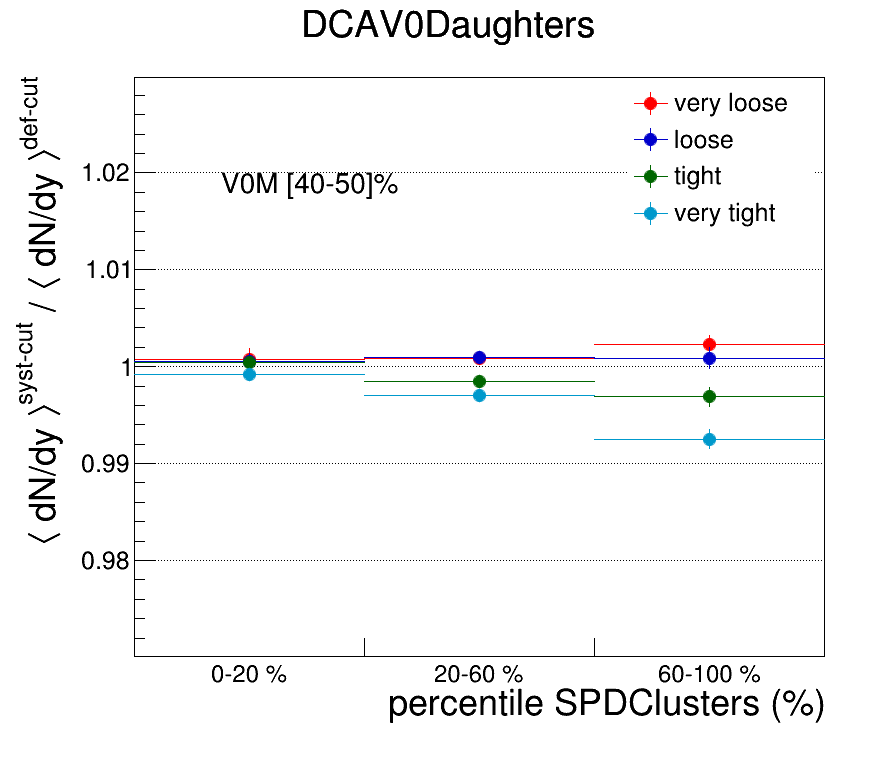 DCAV0Daughters
⟨ dN/dy ⟩^syst-cut / ⟨ dN/dy ⟩^def-cut
very loose
loose
tight
very tight
V0M [40-50]%
1.02
1.01
1
0.99
0.98
0-20 %
20-60 %
60-100 %
percentile SPDClusters (%)